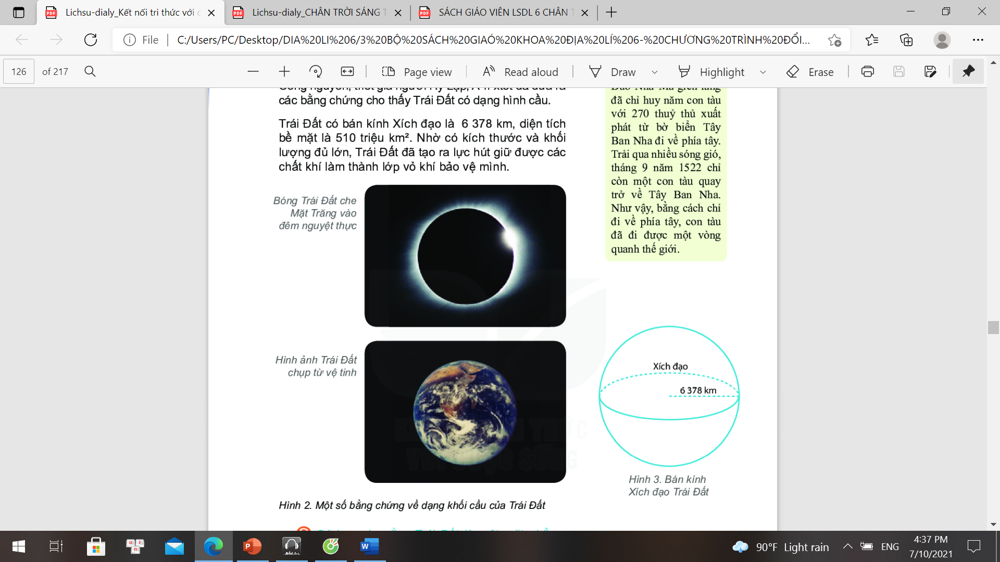 Lichsu-dialy_Kết nối tri thức với c
Lichsu-dialy_CHÂN TRỜI SÁNG T
SÁCH GIÁO VIÊN LSDL 6 CHÂN T
File
C:/Users/PC/Desktop/DIA%20LI%206/3%20BỘ%20SÁCH%20GIAÓ%20KHOA%20ĐỊA%20LÍ%206-%20CHƯƠNG%20TRÌNH%20ĐỔI...
126 of 217
Page view
Read aloud
Draw
Highlight
Erase
các bằng chứng cho thấy Trái Đất có dạng hình cầu.
Trái Đất có bán kính Xích đạo là 6 378 km, diện tích
bề mặt là 510 triệu km². Nhờ có kích thước và khối
lượng đủ lớn, Trái Đất đã tạo ra lực hút giữ được các
chất khí làm thành lớp vỏ khí bảo vệ mình.
Bóng Trái Đất che
Mặt Trăng vào
đêm nguyệt thực
Hình ảnh Trái Đất
chụp từ vệ tinh
Hình 2. Một số bằng chứng về dạng khối cầu của Trái Đất
đã chỉ huy năm con tàu
với 270 thuỷ thủ xuất
phát từ bờ biển Tây
Ban Nha đi về phía tây.
Trải qua nhiều sóng gió,
tháng 9 năm 1522 chỉ
còn một con tàu quay
trở về Tây Ban Nha.
Như vậy, bằng cách chỉ
đi về phía tây, con tàu
đã đi được một vòng
quanh thế giới.
Xích đạo
6 378 km
Hình 3. Bán kính
Xích đạo Trái Đất
90°F Light rain
ENG
4:37 PM
7/10/2021